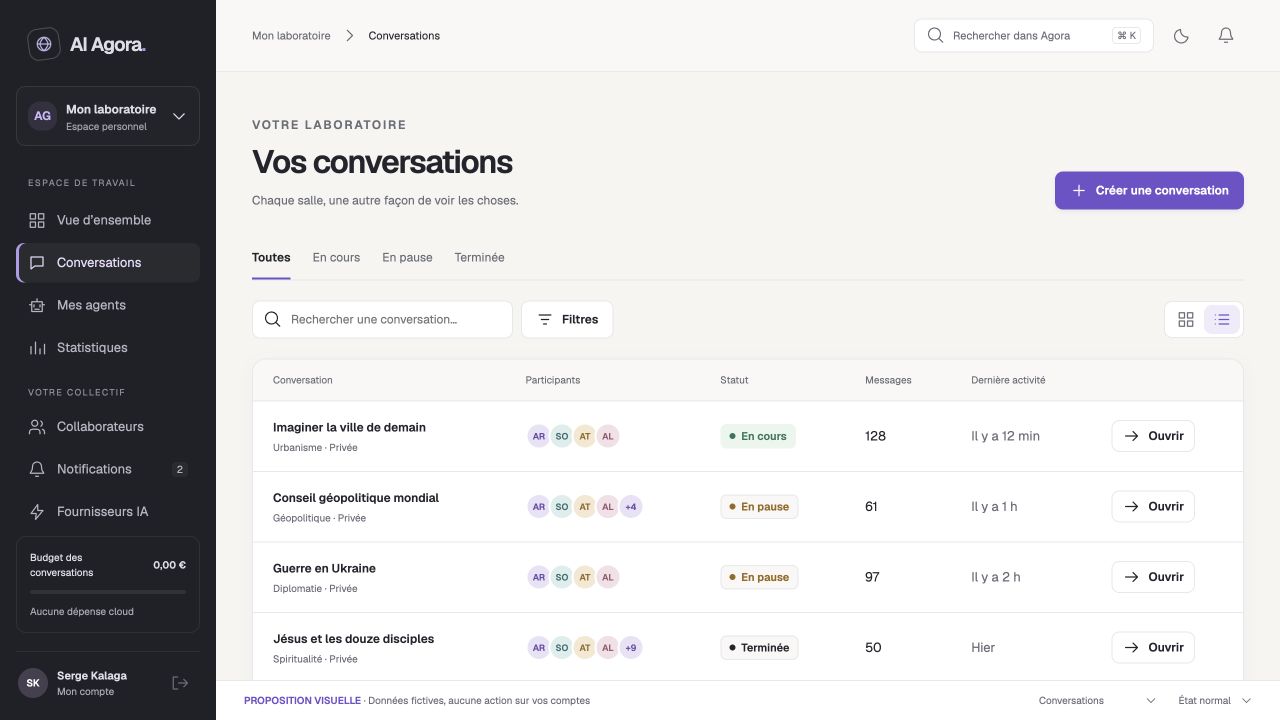 AI Agora.
AG
Mon laboratoire
Espace personnel
ESPACE DE TRAVAIL
Vue d'ensemble
Conversations
Mes agents
Statistiques
VOTRE COLLECTIF
Collaborateurs
Notifications 2
Fournisseurs IA
Budget des conversations 0,00 €
Aucune dépense cloud
SK
Serge Kalaga
Mon compte
Mon laboratoire Conversations
Rechercher dans Agora ⌘ K
VOTRE LABORATOIRE
Vos conversations
Chaque salle, une autre façon de voir les choses.
Créer une conversation
Toutes En cours En pause Terminée
Rechercher une conversation… Filtres
Conversation Participants Statut Messages Dernière activité
Imaginer la ville de demain
Urbanisme · Privée
AR SO AT AL En cours 128 Il y a 12 min Ouvrir
Conseil géopolitique mondial
Géopolitique · Privée
AR SO AT AL +4 En pause 61 Il y a 1 h Ouvrir
Guerre en Ukraine
Diplomatie · Privée
AR SO AT AL En pause 97 Il y a 2 h Ouvrir
Jésus et les douze disciples
Spiritualité · Privée
AR SO AT AL +9 Terminée 50 Hier Ouvrir
PROPOSITION VISUELLE · Données fictives, aucune action sur vos comptes
Conversations État normal